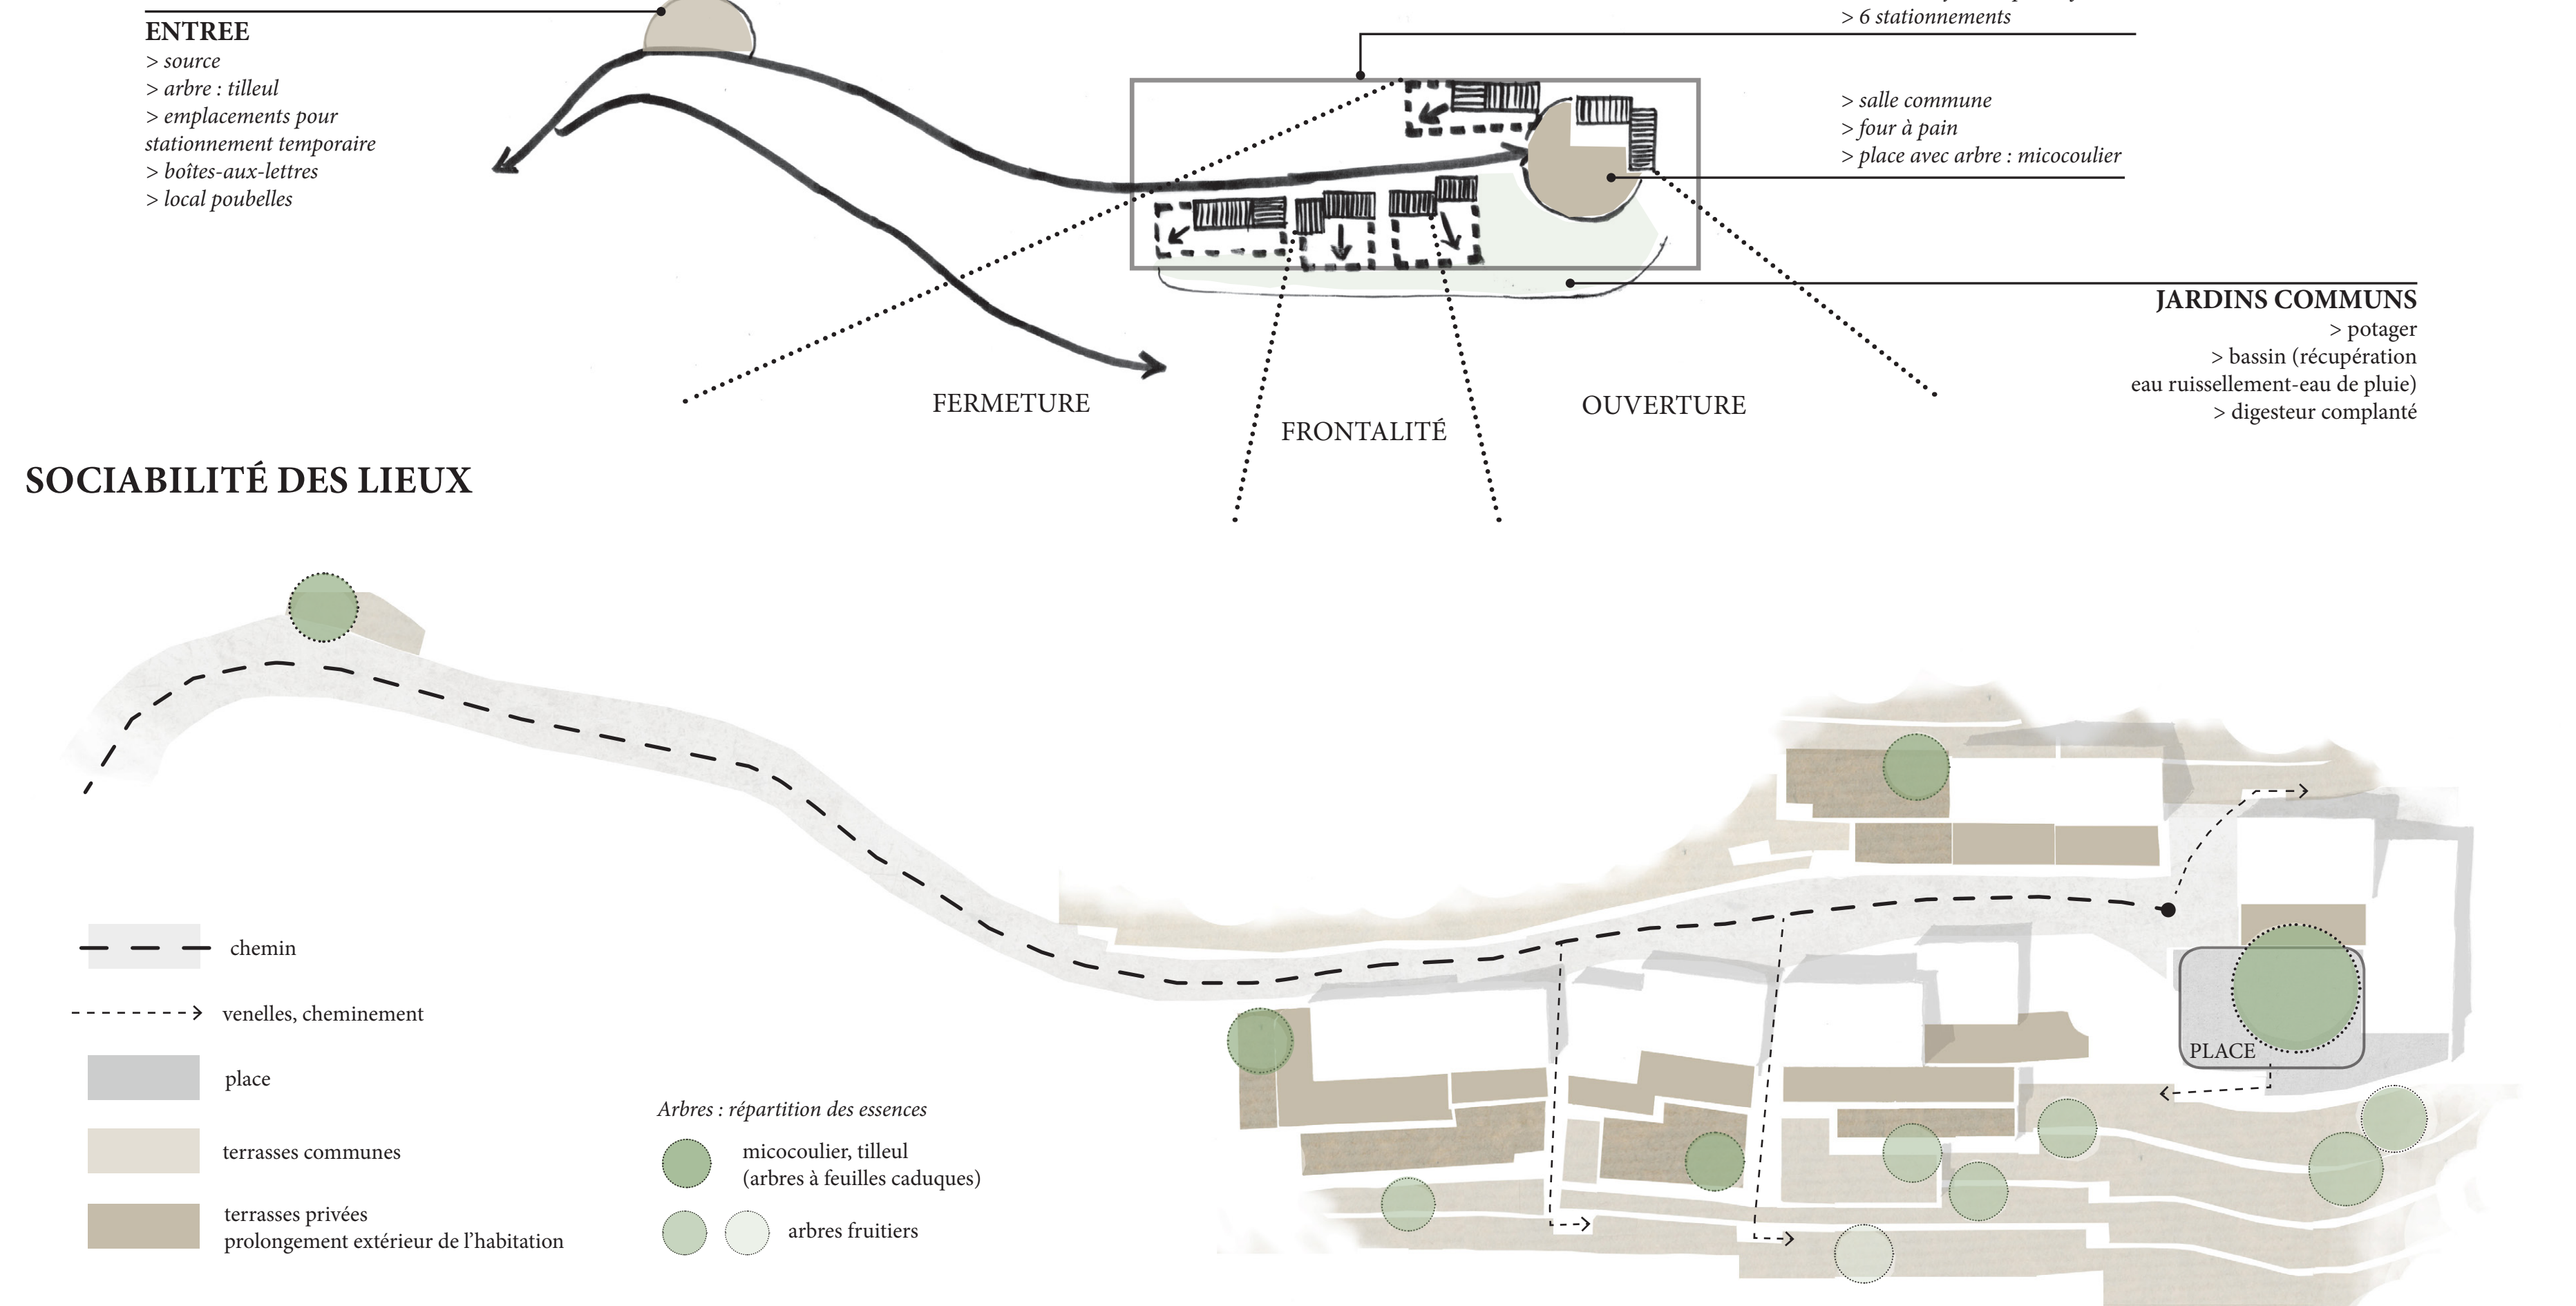 > 6 stationnements
ENTREE
> source
> arbre : tilleul
> emplacements pour
stationnement temporaire
> boîtes-aux-lettres
> local poubelles
> salle commune
> four à pain
> place avec arbre : micocoulier
JARDINS COMMUNS
> potager
> bassin (récupération
eau ruissellement-eau de pluie)
> digesteur complanté
FERMETURE
FRONTALITÉ
OUVERTURE
SOCIABILITÉ DES LIEUX
PLACE
chemin
venelles, cheminement
place
terrasses communes
terrasses privées
prolongement extérieur de l'habitation
Arbres : répartition des essences
micocoulier, tilleul
(arbres à feuilles caduques)
arbres fruitiers